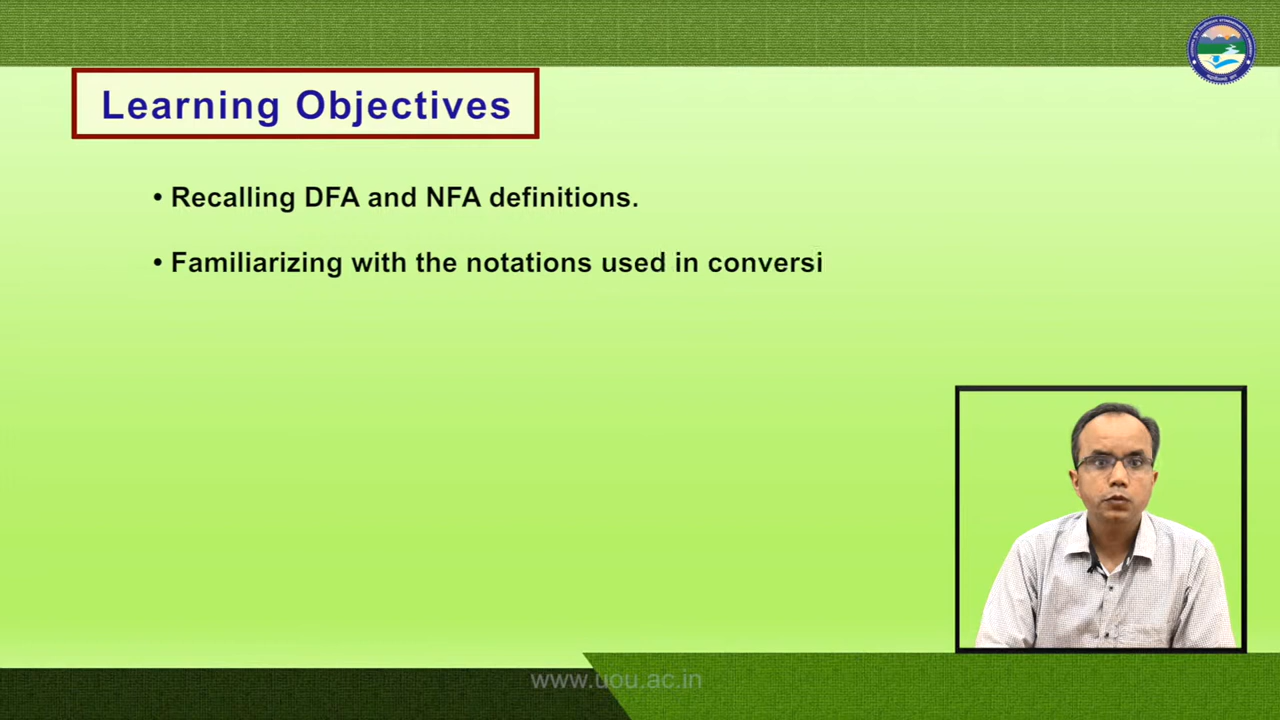 Learning Objectives
• Recalling DFA and NFA definitions.
• Familiarizing with the notations used in conversi
www.uou.ac.in